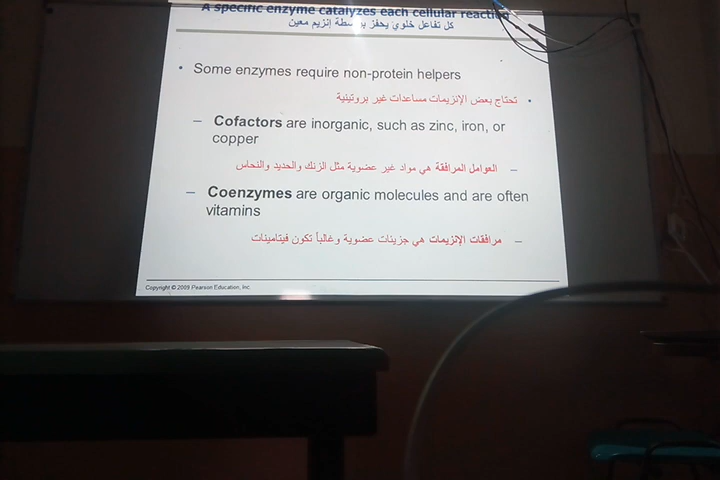 A specific enzyme catalyzes each cellular reaction
كل تفاعل خلوي يحفز بواسطة إنزيم معين
• Some enzymes require non-protein helpers
• تحتاج بعض الإنزيمات مساعدات غير بروتينية
– Cofactors are inorganic, such as zinc, iron, or
copper
– العوامل المرافقة هي مواد غير عضوية مثل الزنك والحديد والنحاس
– Coenzymes are organic molecules and are often
vitamins
– مرافقات الإنزيمات هي جزيئات عضوية وغالباً تكون فيتامينات
Copyright © 2009 Pearson Education, Inc.